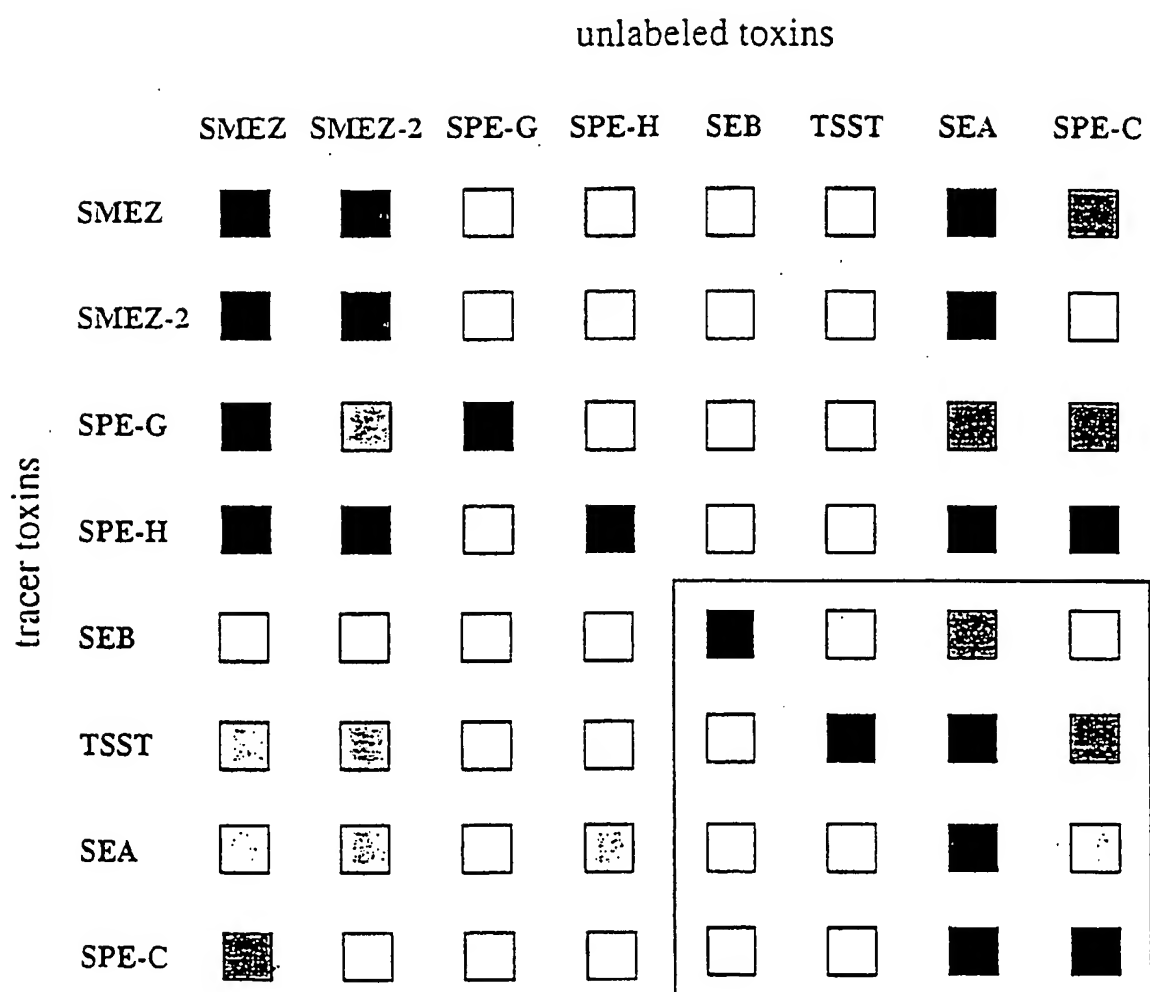 unlabeled toxins
SMEZ SMEZ-2 SPE-G SPE-H SEB TSST SEA SPE-C
SMEZ
SMEZ-2
SPE-G
SPE-H
SEB
TSST
SEA
SPE-C
tracer toxins